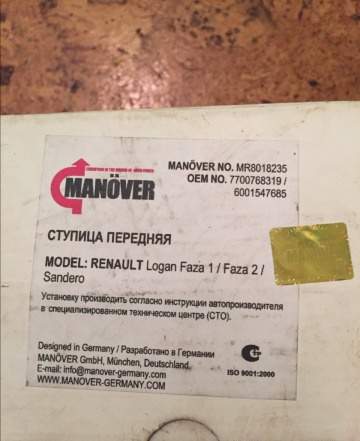 MANÖVER
MANÖVER NO. MR8018235
OEM NO. 7700768319 /
6001547685
СТУПИЦА ПЕРЕДНЯЯ
MODEL: RENAULT Logan Faza 1 / Faza 2 /
Sandero
Установку производить согласно инструкции автопроизводителя
в специализированном техническом центре (СТО).
Designed in Germany / Разработано в Германии
MANÖVER GmbH, München, Deutschland.
E-mail: info@manover-germany.com
WWW.MANOVER-GERMANY.COM
ISO 9001:2000